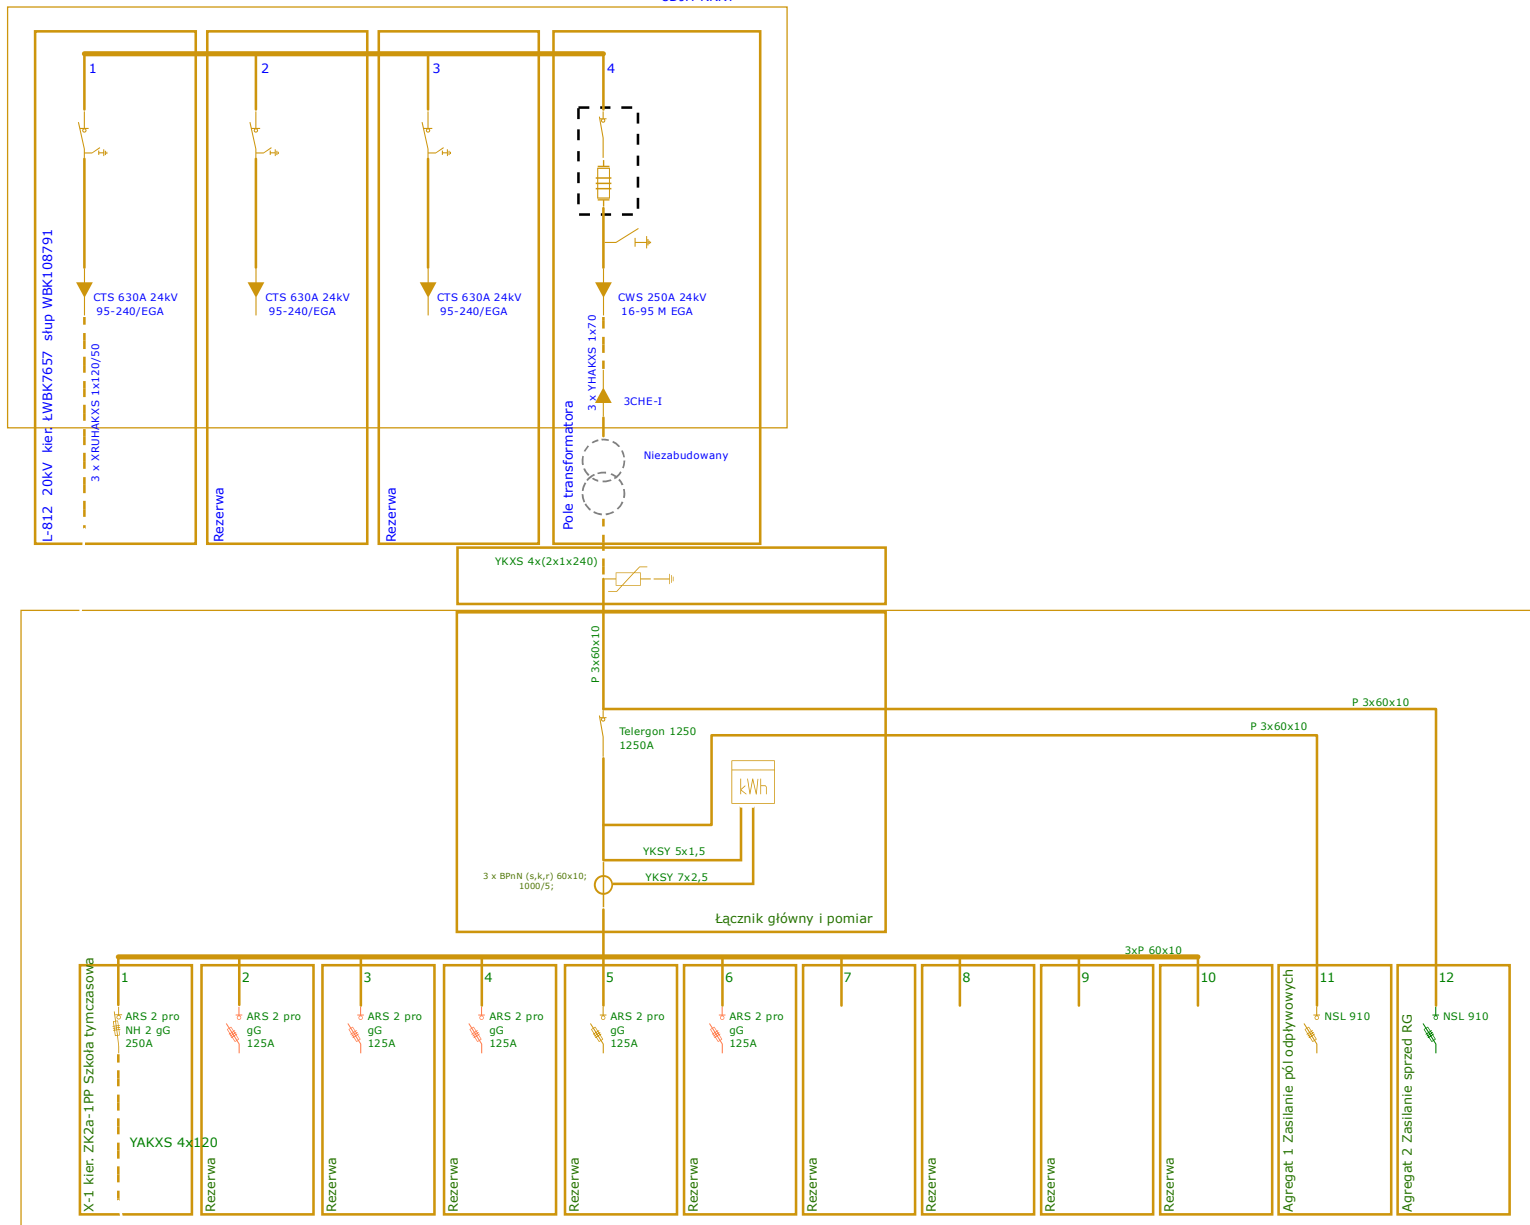 1
2
3
4
L-812 20kV kier. ŁWBK7657 słup WBK108791
CTS 630A 24kV
95-240/EGA
3 x XRUHAKXS 1x120/50
CTS 630A 24kV
95-240/EGA
Rezerwa
CTS 630A 24kV
95-240/EGA
Rezerwa
CWS 250A 24kV
16-95 M EGA
3 x YHAKXS 1x70
3CHE-I
Pole transformatora
Niezabudowany
YKXS 4x(2x1x240)
P 3x60x10
P 3x60x10
P 3x60x10
Telergon 1250
1250A
kWh
YKSY 5x1,5
YKSY 7x2,5
3 x BPnN (s,k,r) 60x10;
1000/5;
Łącznik główny i pomiar
3xP 60x10
1
ARS 2 pro
NH 2 gG
250A
X-1 kier. ZK2a-1PP Szkoła tymczasowa
YAKXS 4x120
2
ARS 2 pro
gG
125A
Rezerwa
3
ARS 2 pro
gG
125A
Rezerwa
4
ARS 2 pro
gG
125A
Rezerwa
5
ARS 2 pro
gG
125A
Rezerwa
6
ARS 2 pro
gG
125A
Rezerwa
7
Rezerwa
8
Rezerwa
9
Rezerwa
10
Rezerwa
11
NSL 910
Agregat 1 Zasilanie pól odpływowych
12
NSL 910
Agregat 2 Zasilanie sprzed RG